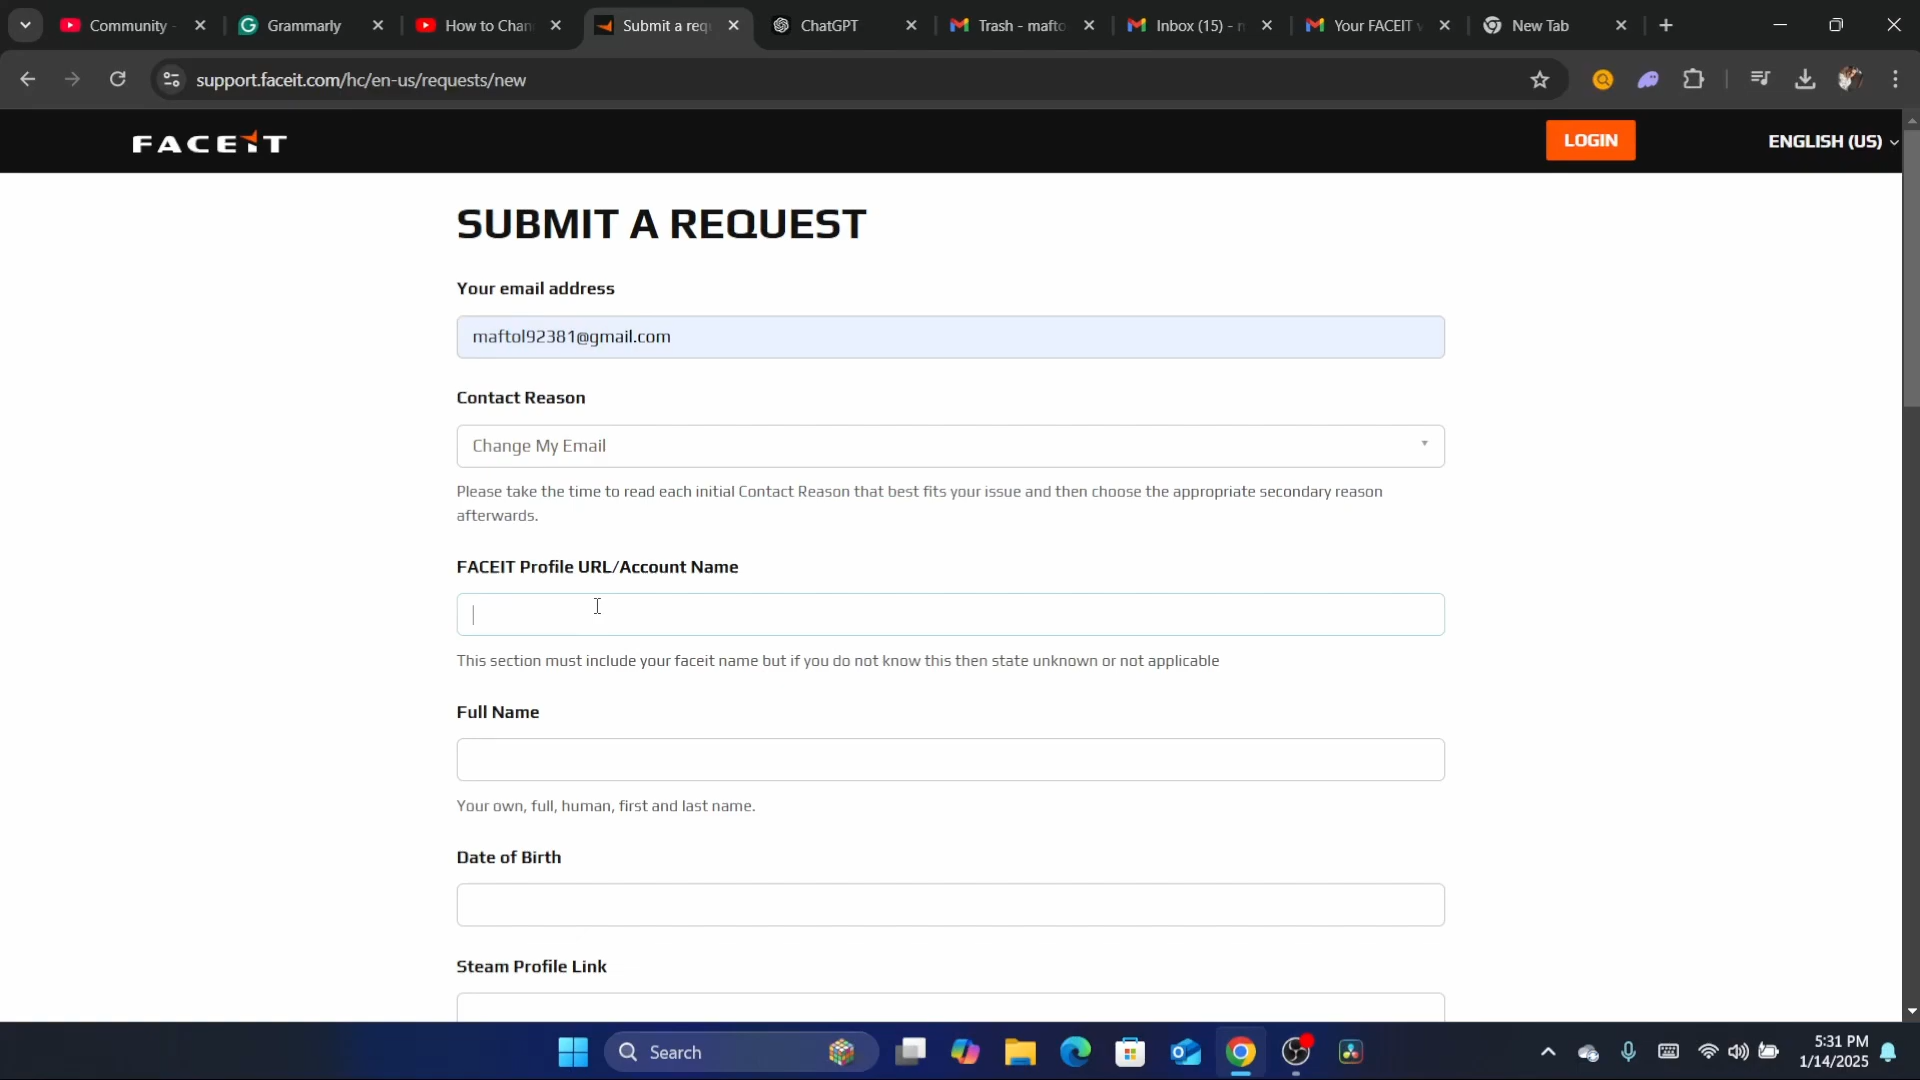 Community -
Grammarly
How to Chan
Submit a requ
ChatGPT
Trash - mafto
Inbox (15) - n
Your FACEIT v
New Tab
support.faceit.com/hc/en-us/requests/new
FACEIT
LOGIN
ENGLISH (US)
SUBMIT A REQUEST
Your email address
maftol92381@gmail.com
Contact Reason
Change My Email
Please take the time to read each initial Contact Reason that best fits your issue and then choose the appropriate secondary reason
afterwards.
FACEIT Profile URL/Account Name
This section must include your faceit name but if you do not know this then state unknown or not applicable
Full Name
Your own, full, human, first and last name.
Date of Birth
Steam Profile Link
Search
5:31 PM
1/14/2025